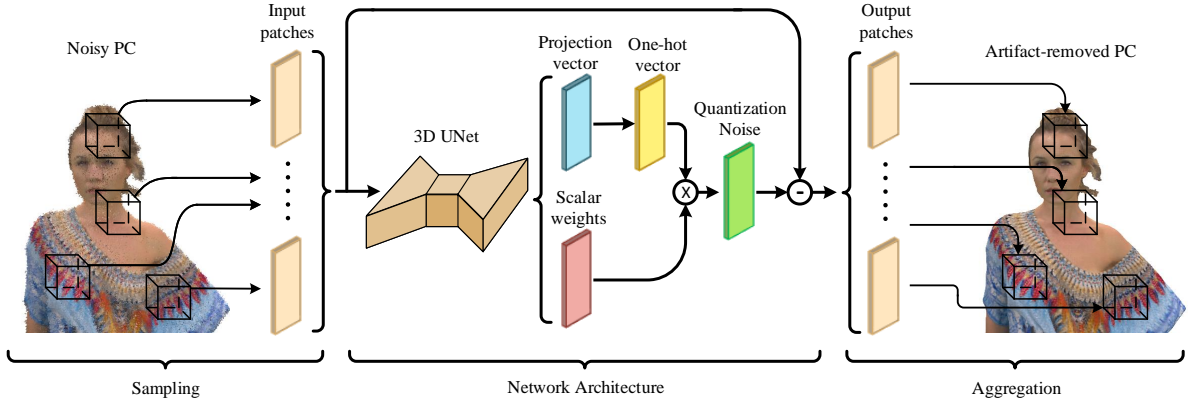 Noisy PC
Input
patches
3D UNet
Projection
vector
One-hot
vector
Scalar
weights
X
Quantization
Noise
-
Output
patches
Artifact-removed PC
Sampling
Network Architecture
Aggregation